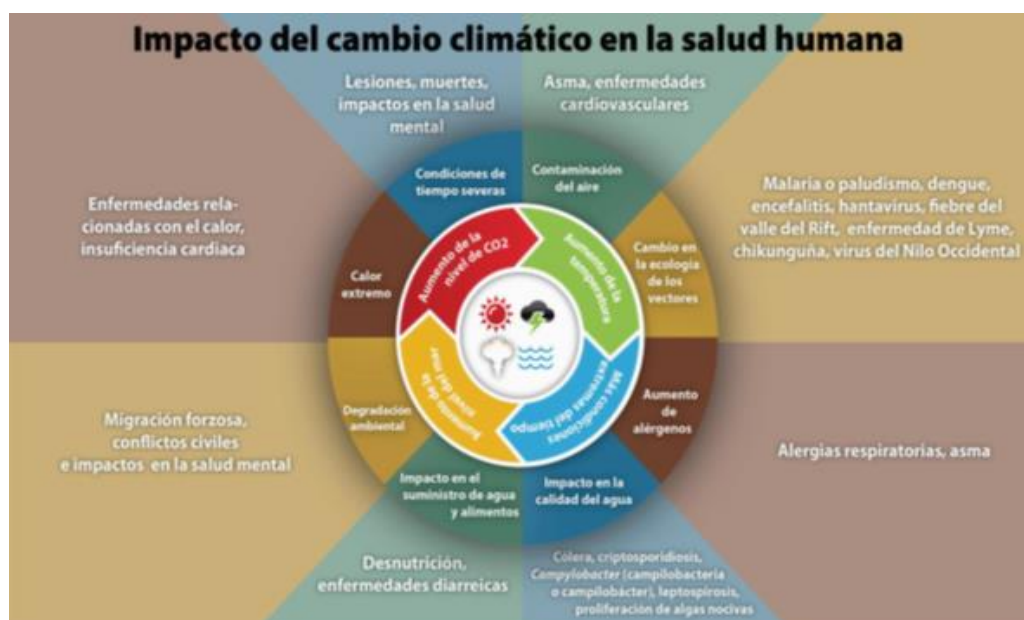 Impacto del cambio climático en la salud humana
Lesiones, muertes,
impactos en la salud
mental
Asma, enfermedades
cardiovasculares
Condiciones de
tiempo severas
Contaminación
del aire
Enfermedades rela-
cionadas con el calor,
insuficiencia cardiaca
Malaria o paludismo, dengue,
encefalitis, hantavirus, fiebre del
valle del Rift, enfermedad de Lyme,
chikunguña, virus del Nilo Occidental
Calor
extremo
Cambio en
la ecología
de los
vectores
Aumento de la
nivel de CO2
Aumento de la
temperatura
Más condiciones
extremas del tiempo
Aumento de la
nivel del mar
Degradación
ambiental
Aumento
de
alérgenos
Migración forzosa,
conflictos civiles
e impactos en la salud mental
Alergias respiratorias, asma
Impacto en el
suministro de agua
y alimentos
Impacto en la
calidad del agua
Desnutrición,
enfermedades diarreicas
Cólera, criptosporidiosis,
Campylobacter (campilobacteria
o campilobácter), leptospirosis,
proliferación de algas nocivas